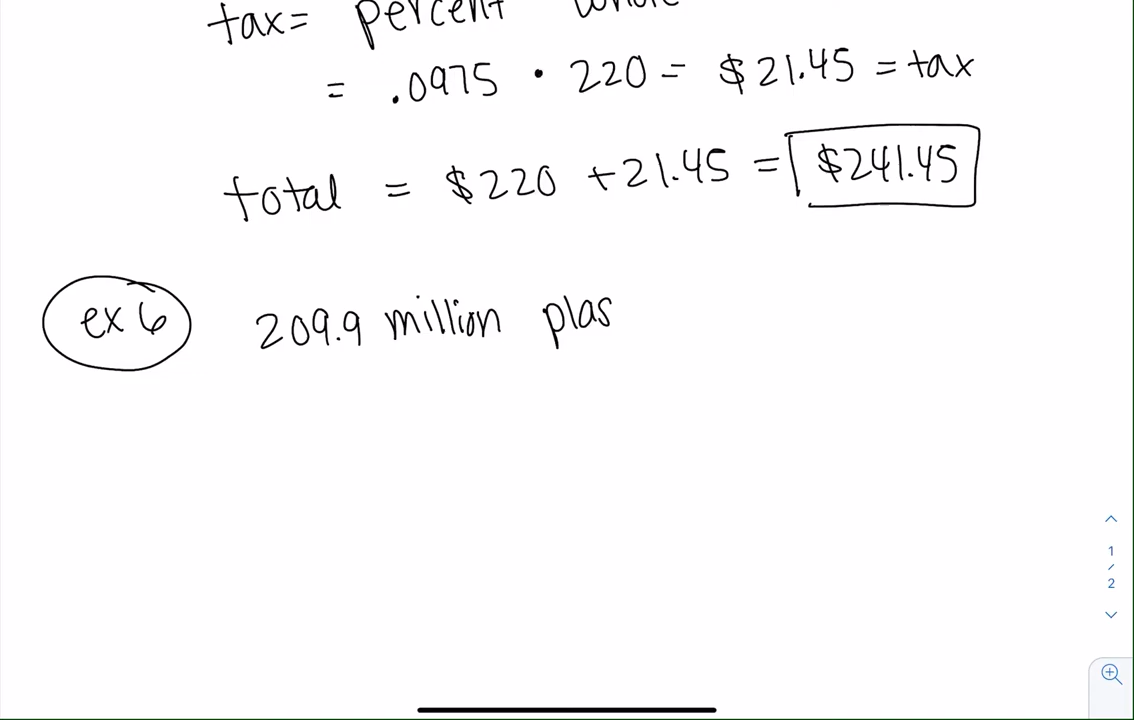 tax = percent whole
= .0975 · 220 = $21.45 = tax
total = $220 + 21.45 = $241.45
ex 6 209.9 million plas
1
/
2